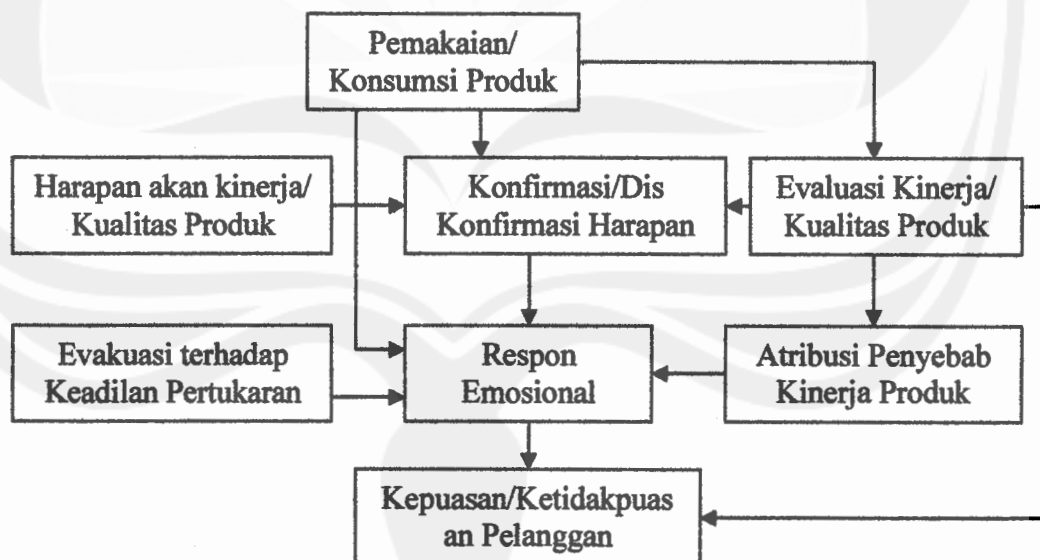 Pemakaian/
Konsumsi Produk
Harapan akan kinerja/
Kualitas Produk
Konfirmasi/Dis
Konfirmasi Harapan
Evaluasi Kinerja/
Kualitas Produk
Evakuasi terhadap
Keadilan Pertukaran
Respon
Emosional
Atribusi Penyebab
Kinerja Produk
Kepuasan/Ketidakpuas
an Pelanggan